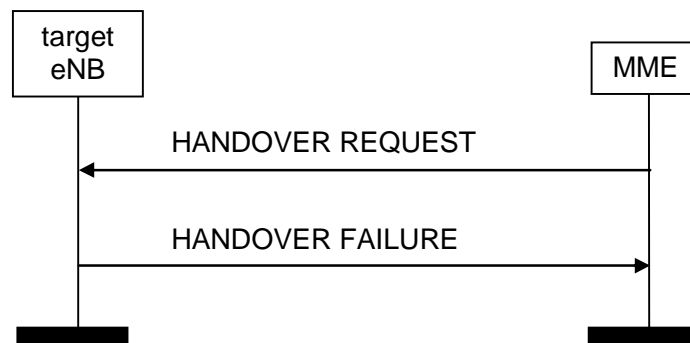 target
eNB
MME
HANDOVER REQUEST
HANDOVER FAILURE